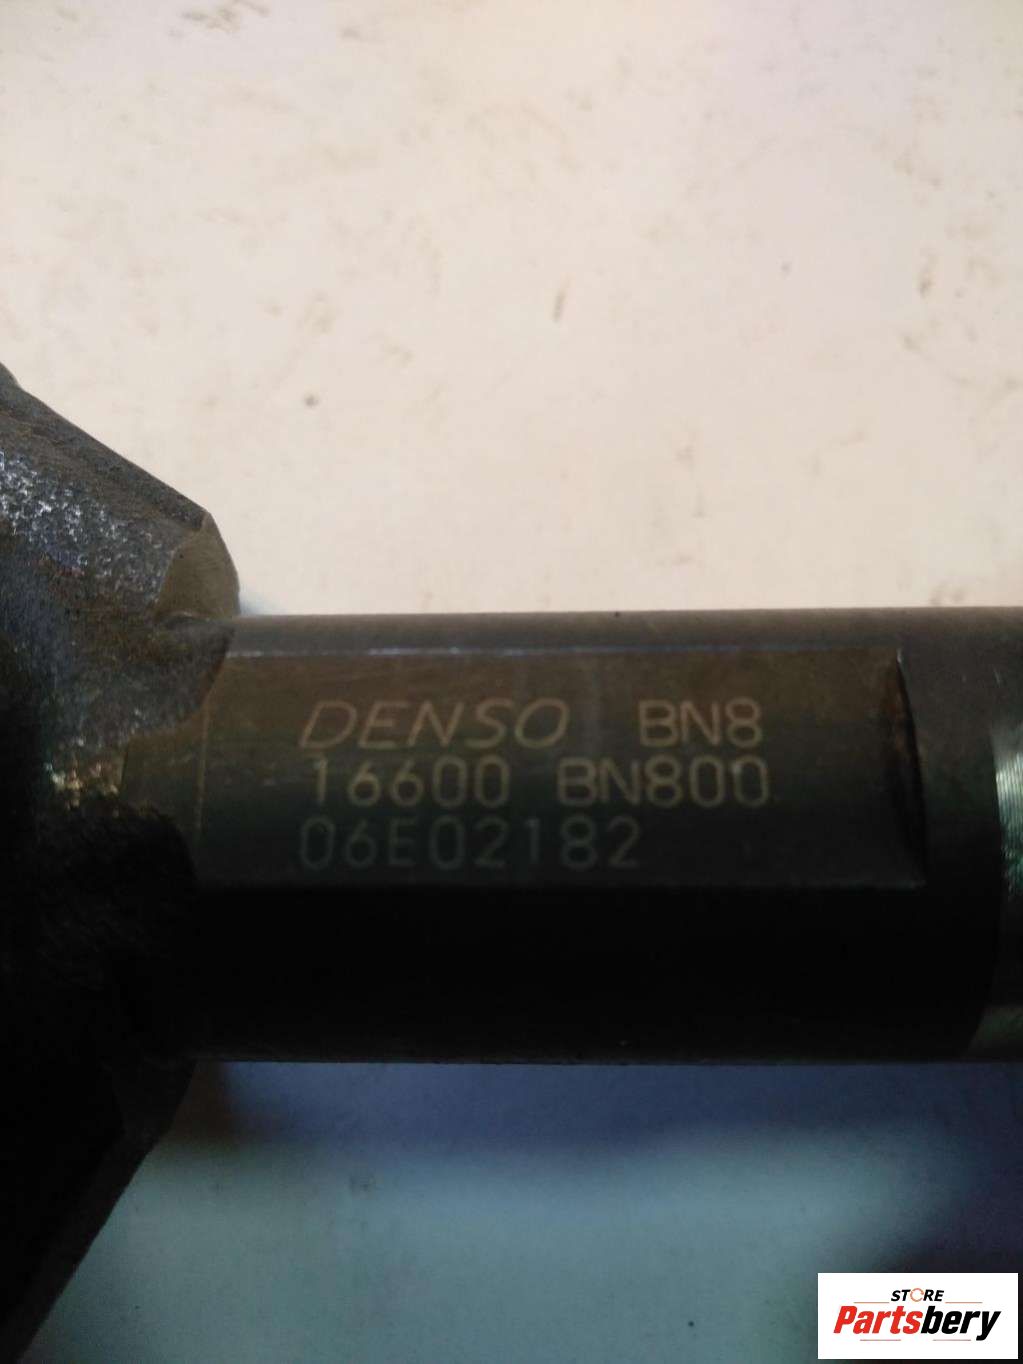 DENSO BN8
16600 BN800
06E02182
STORE
Partsbery